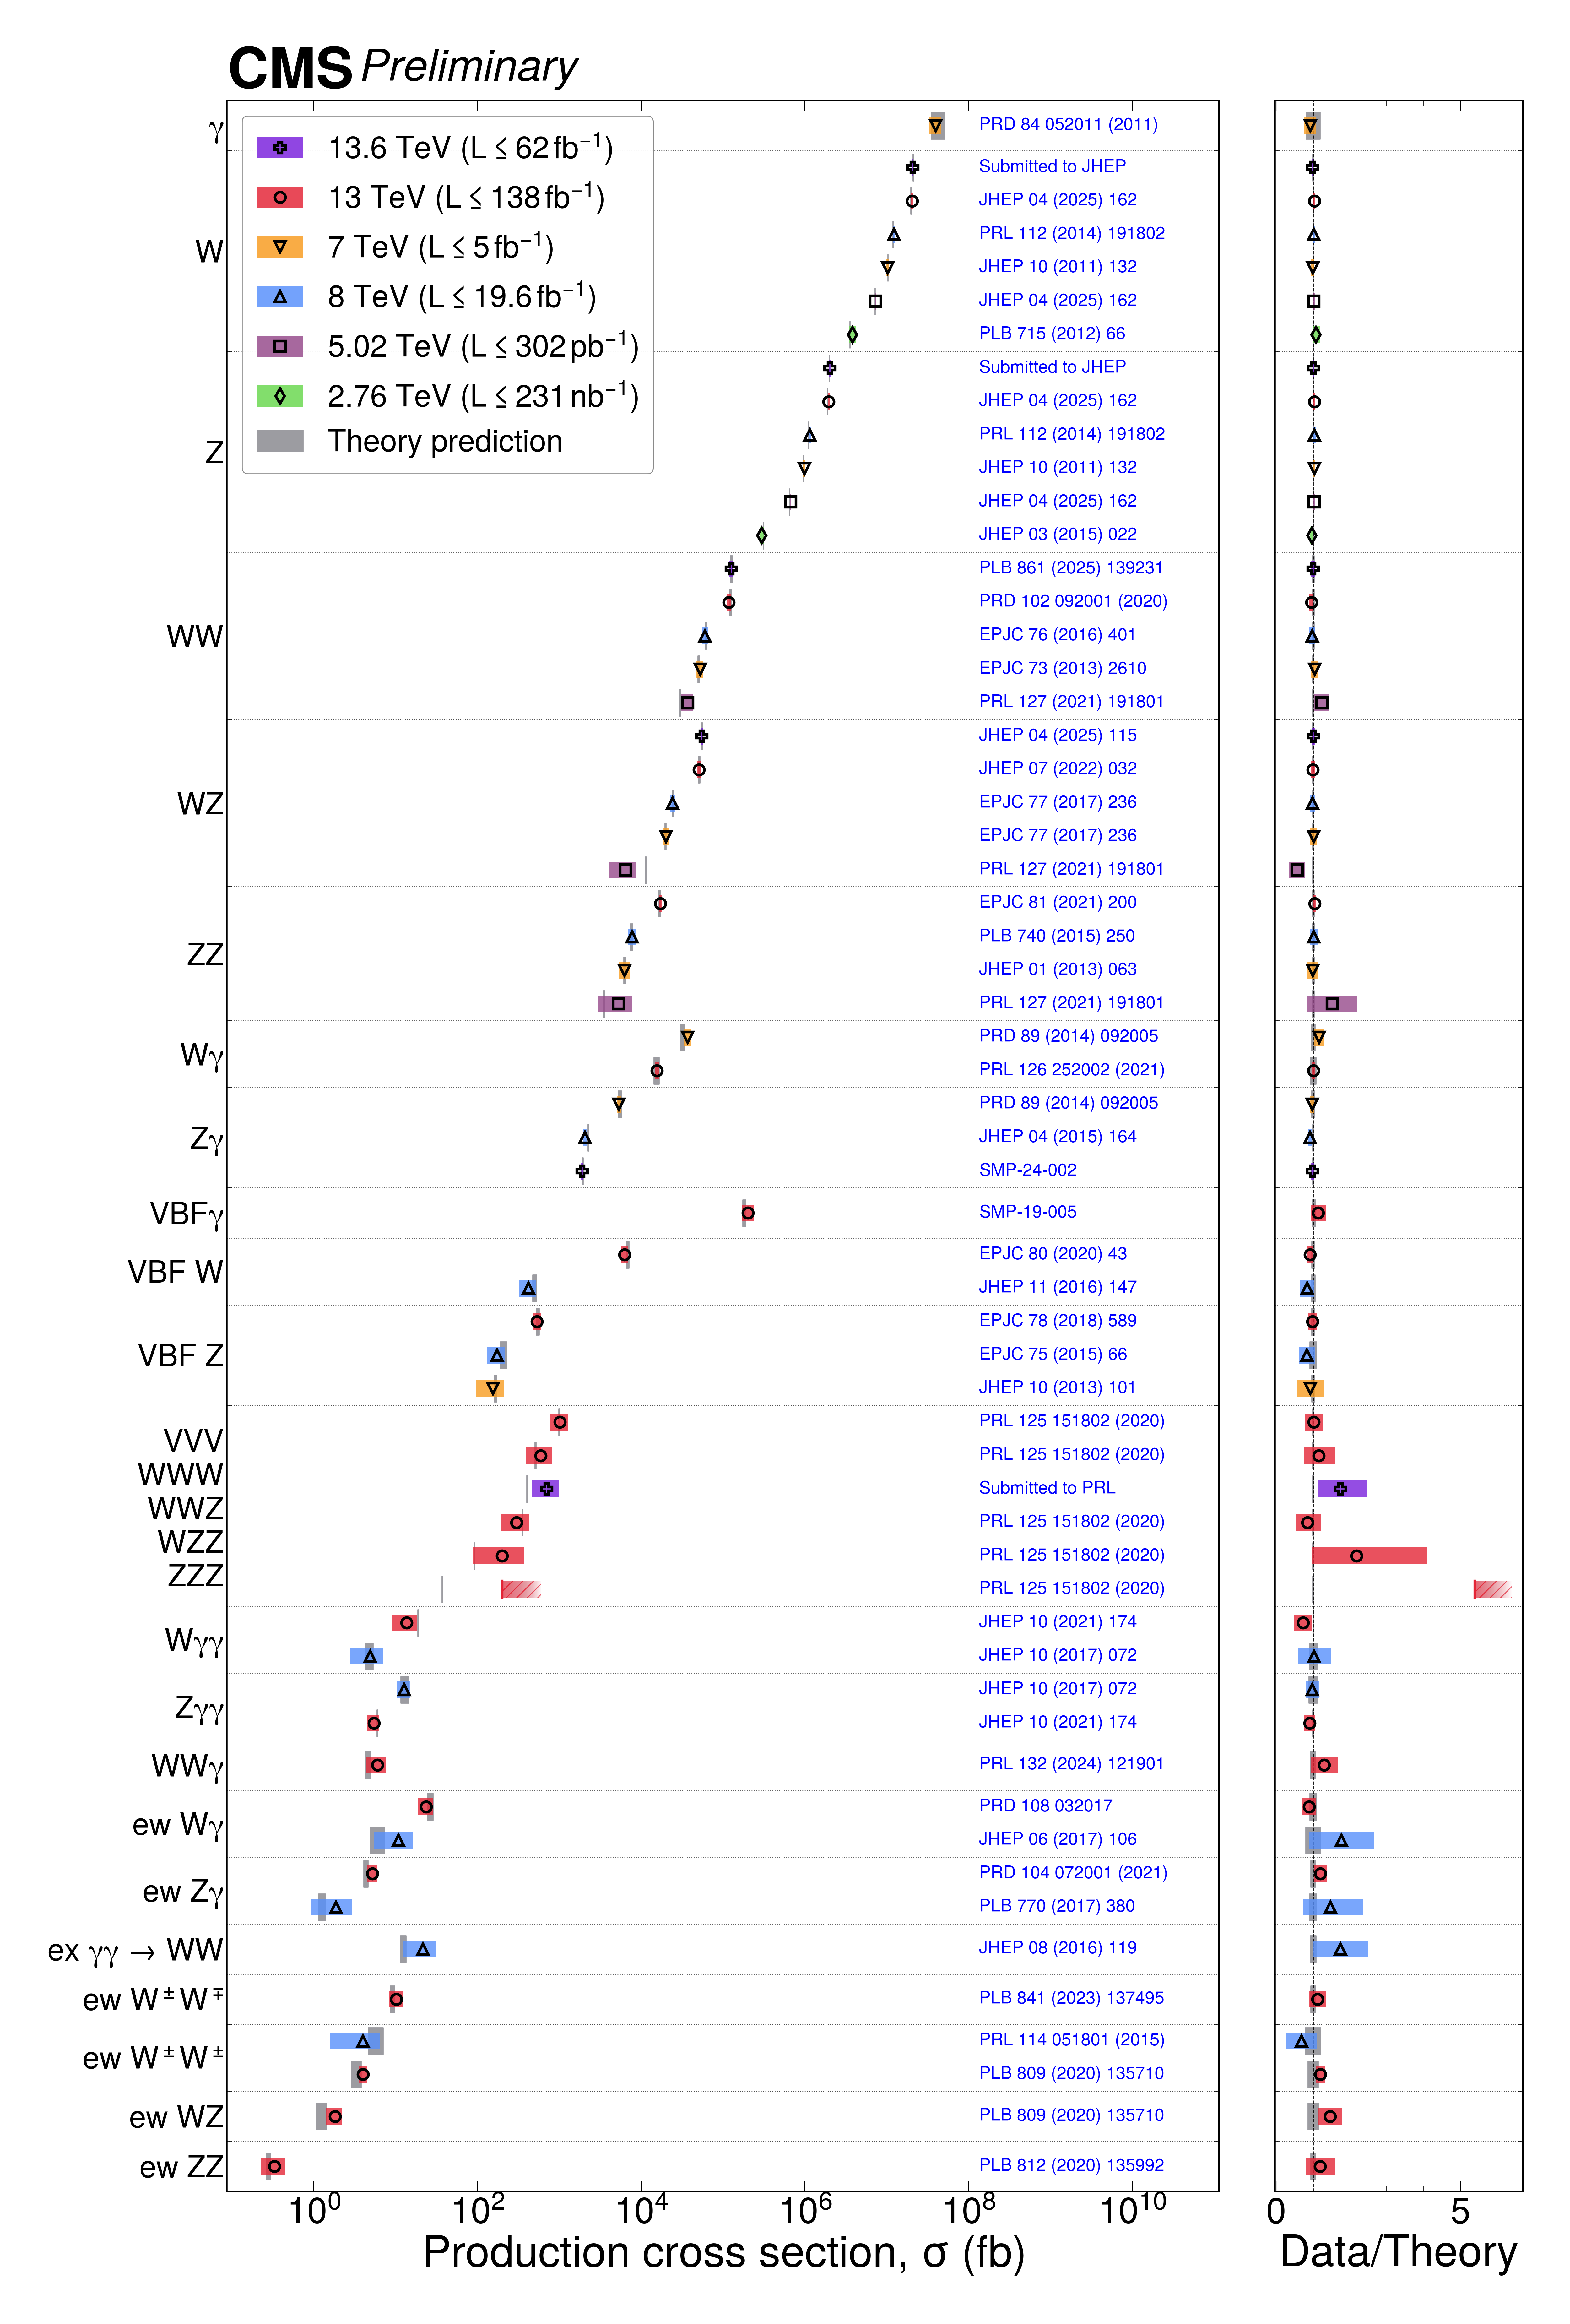 CMS Preliminary
γ
W
Z
WW
WZ
ZZ
Wγ
Zγ
VBFγ
VBF W
VBF Z
VVV
WWW
WWZ
WZZ
ZZZ
Wγγ
Zγγ
WWγ
ew Wγ
ew Zγ
ex γγ → WW
ew W±W∓
ew W±W±
ew WZ
ew ZZ
13.6 TeV (L ≤ 62 fb⁻¹)
13 TeV (L ≤ 138 fb⁻¹)
7 TeV (L ≤ 5 fb⁻¹)
8 TeV (L ≤ 19.6 fb⁻¹)
5.02 TeV (L ≤ 302 pb⁻¹)
2.76 TeV (L ≤ 231 nb⁻¹)
Theory prediction
PRD 84 052011 (2011)
Submitted to JHEP
JHEP 04 (2025) 162
PRL 112 (2014) 191802
JHEP 10 (2011) 132
JHEP 04 (2025) 162
PLB 715 (2012) 66
Submitted to JHEP
JHEP 04 (2025) 162
PRL 112 (2014) 191802
JHEP 10 (2011) 132
JHEP 04 (2025) 162
JHEP 03 (2015) 022
PLB 861 (2025) 139231
PRD 102 092001 (2020)
EPJC 76 (2016) 401
EPJC 73 (2013) 2610
PRL 127 (2021) 191801
JHEP 04 (2025) 115
JHEP 07 (2022) 032
EPJC 77 (2017) 236
EPJC 77 (2017) 236
PRL 127 (2021) 191801
EPJC 81 (2021) 200
PLB 740 (2015) 250
JHEP 01 (2013) 063
PRL 127 (2021) 191801
PRD 89 (2014) 092005
PRL 126 252002 (2021)
PRD 89 (2014) 092005
JHEP 04 (2015) 164
SMP-24-002
SMP-19-005
EPJC 80 (2020) 43
JHEP 11 (2016) 147
EPJC 78 (2018) 589
EPJC 75 (2015) 66
JHEP 10 (2013) 101
PRL 125 151802 (2020)
PRL 125 151802 (2020)
Submitted to PRL
PRL 125 151802 (2020)
PRL 125 151802 (2020)
PRL 125 151802 (2020)
JHEP 10 (2021) 174
JHEP 10 (2017) 072
JHEP 10 (2017) 072
JHEP 10 (2021) 174
PRL 132 (2024) 121901
PRD 108 032017
JHEP 06 (2017) 106
PRD 104 072001 (2021)
PLB 770 (2017) 380
JHEP 08 (2016) 119
PLB 841 (2023) 137495
PRL 114 051801 (2015)
PLB 809 (2020) 135710
PLB 809 (2020) 135710
PLB 812 (2020) 135992
10⁰ 10² 10⁴ 10⁶ 10⁸ 10¹⁰
Production cross section, σ (fb)
0 5
Data/Theory